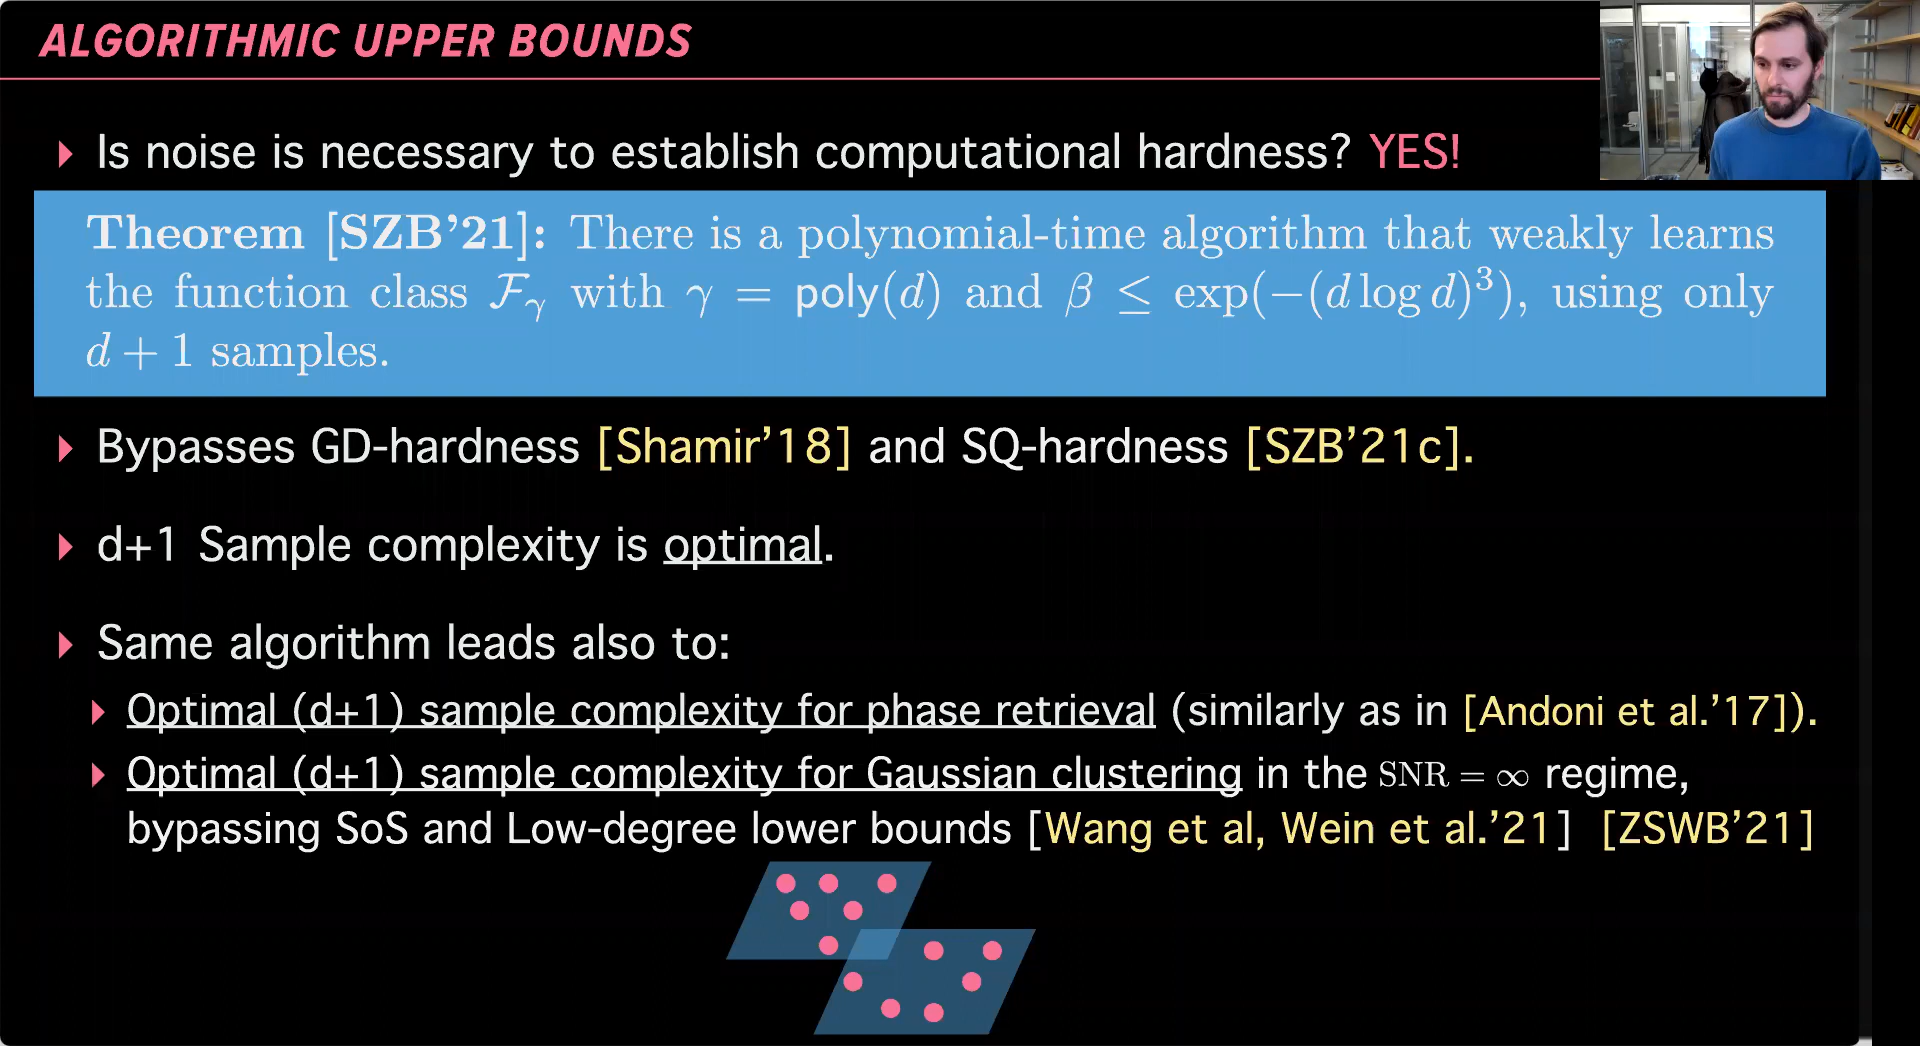 ALGORITHMIC UPPER BOUNDS
Is noise is necessary to establish computational hardness? YES!
Theorem [SZB'21]: There is a polynomial-time algorithm that weakly learns
the function class 𝓕_γ with γ = poly(d) and β ≤ exp(−(d log d)³), using only
d + 1 samples.
Bypasses GD-hardness [Shamir'18] and SQ-hardness [SZB'21c].
d+1 Sample complexity is optimal.
Same algorithm leads also to:
Optimal (d+1) sample complexity for phase retrieval (similarly as in [Andoni et al.'17]).
Optimal (d+1) sample complexity for Gaussian clustering in the SNR = ∞ regime,
bypassing SoS and Low-degree lower bounds [Wang et al, Wein et al.'21] [ZSWB'21]